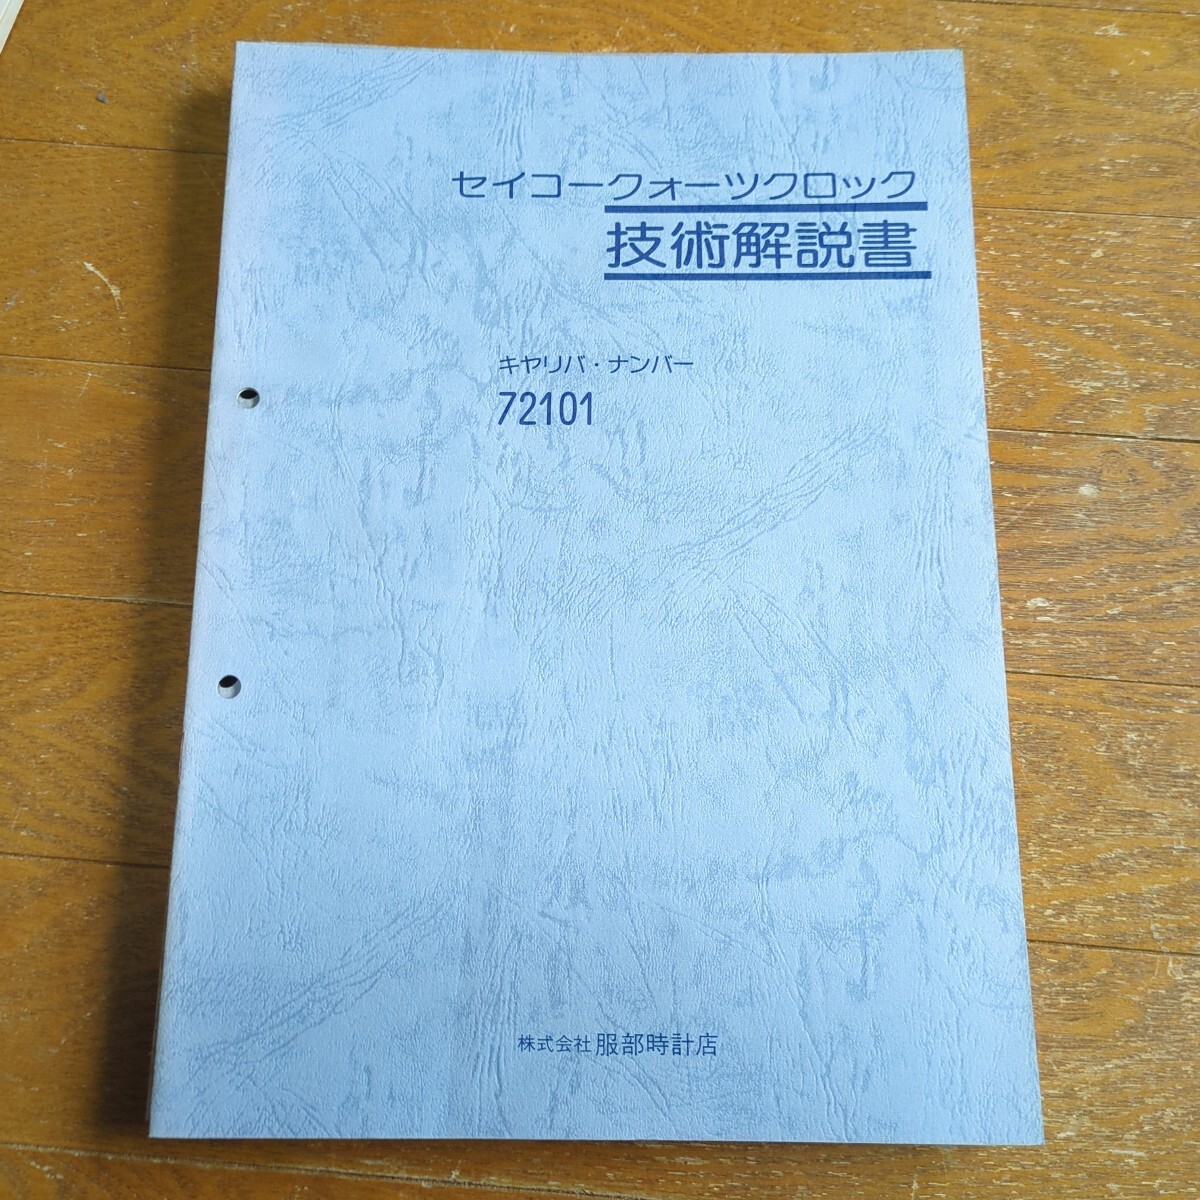 セイコークォーツクロック
技術解説書
キヤリバ・ナンバー
72101
株式会社 服部時計店